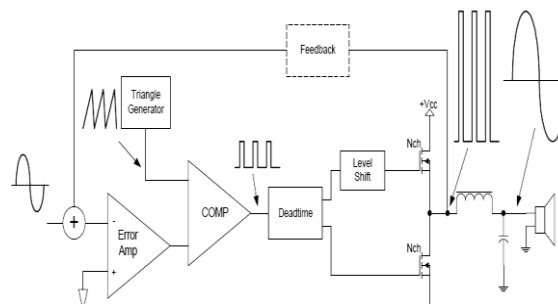 Feedback
Triangle
Generator
+Vcc
Nch
Level
Shift
COMP
Deadtime
+
-
Error
Amp
+
Nch